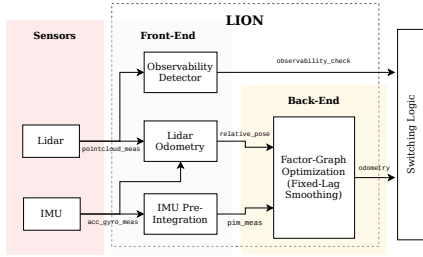 LION
Sensors
Front-End
Observability
Detector
observability_check
Back-End
Lidar
pointcloud_meas
Lidar
Odometry
relative_pose
Factor-Graph
Optimization
(Fixed-Lag
Smoothing)
odometry
Switching Logic
IMU
acc_gyro_meas
IMU Pre-
Integration
pim_meas